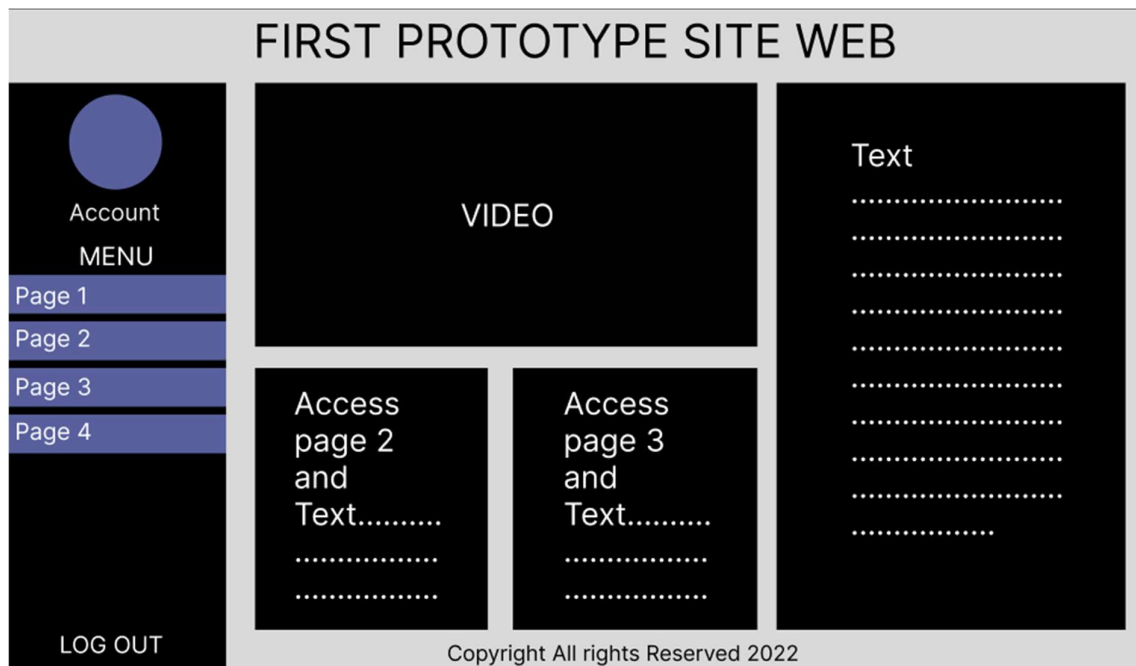 FIRST PROTOTYPE SITE WEB
Account
MENU
Page 1
Page 2
Page 3
Page 4
LOG OUT
VIDEO
Access
page 2
and
Text..........
.................
.................
Access
page 3
and
Text..........
.................
.................
Text
.........................
.........................
.........................
.........................
.........................
.........................
.........................
.........................
.........................
.................
Copyright All rights Reserved 2022